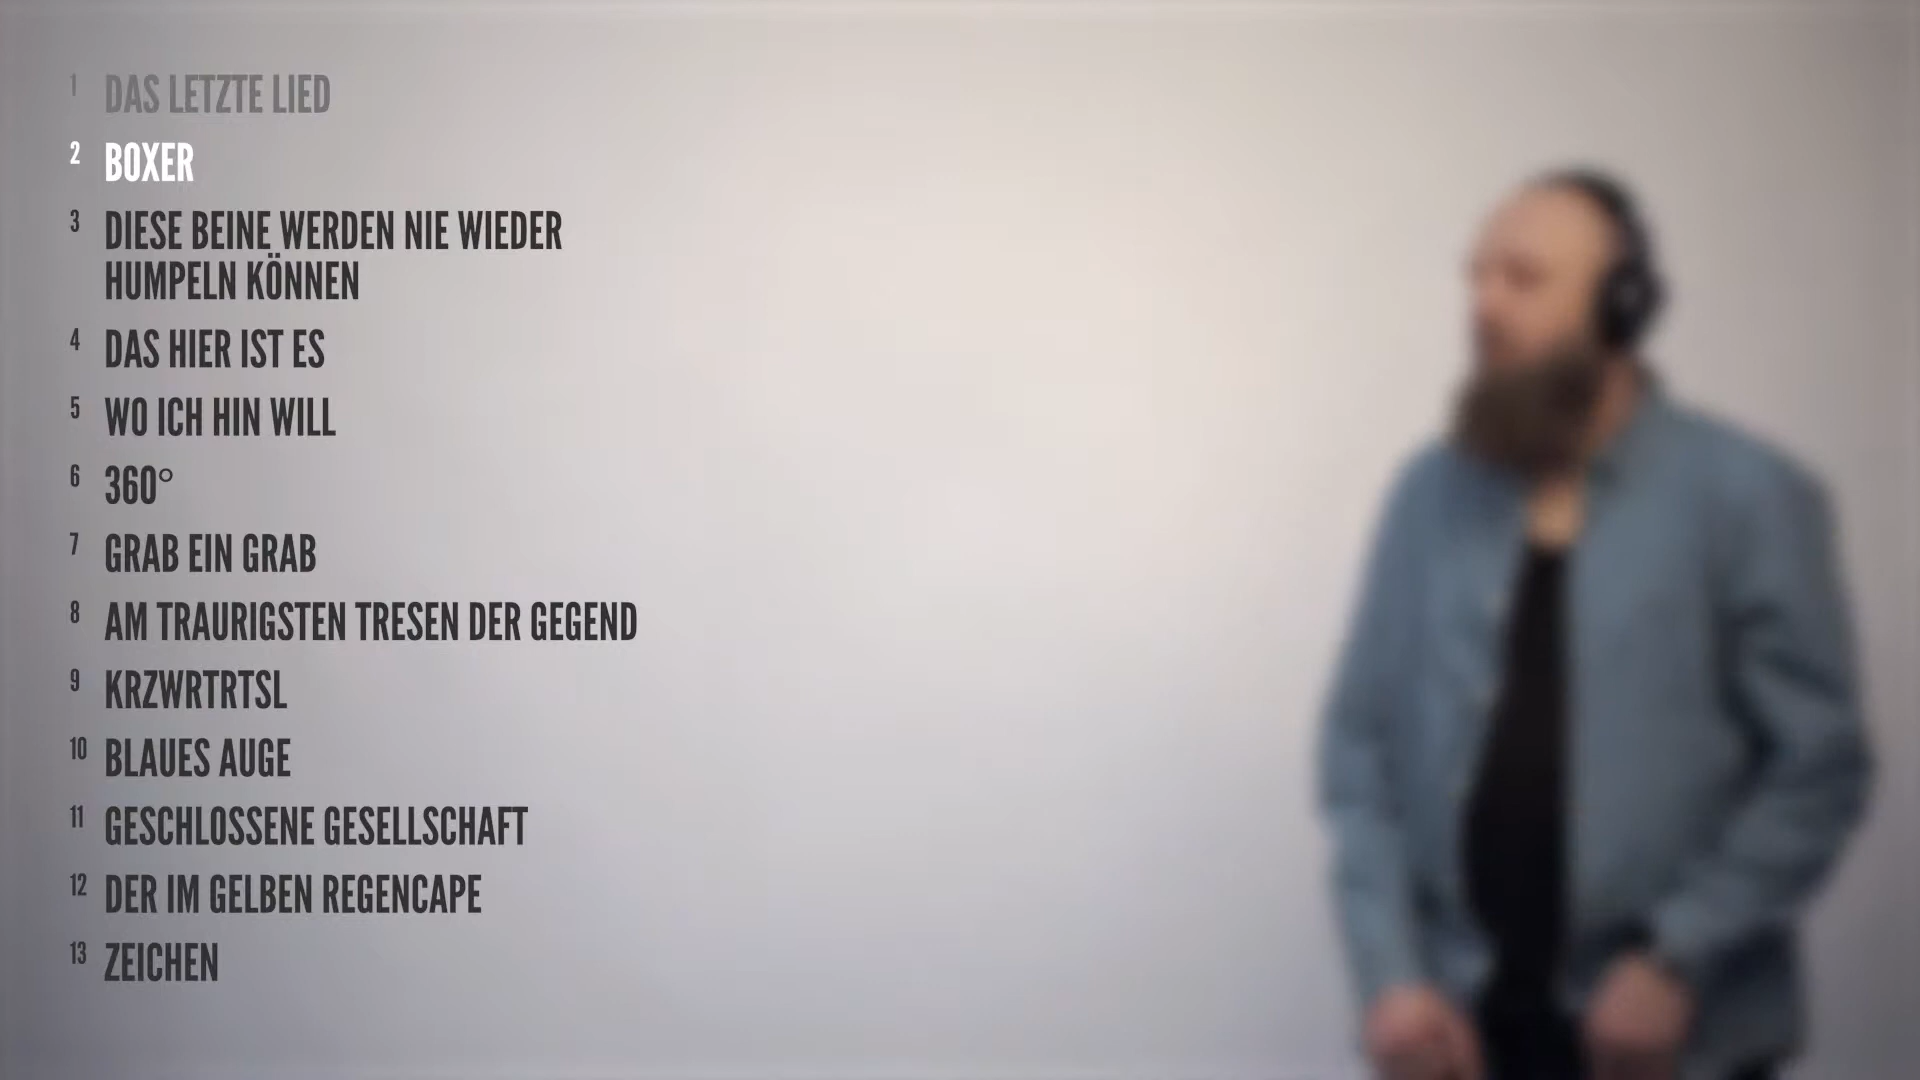 1 DAS LETZTE LIED
2 BOXER
3 DIESE BEINE WERDEN NIE WIEDER
HUMPELN KÖNNEN
4 DAS HIER IST ES
5 WO ICH HIN WILL
6 360°
7 GRAB EIN GRAB
8 AM TRAURIGSTEN TRESEN DER GEGEND
9 KRZWRTRTSL
10 BLAUES AUGE
11 GESCHLOSSENE GESELLSCHAFT
12 DER IM GELBEN REGENCAPE
13 ZEICHEN